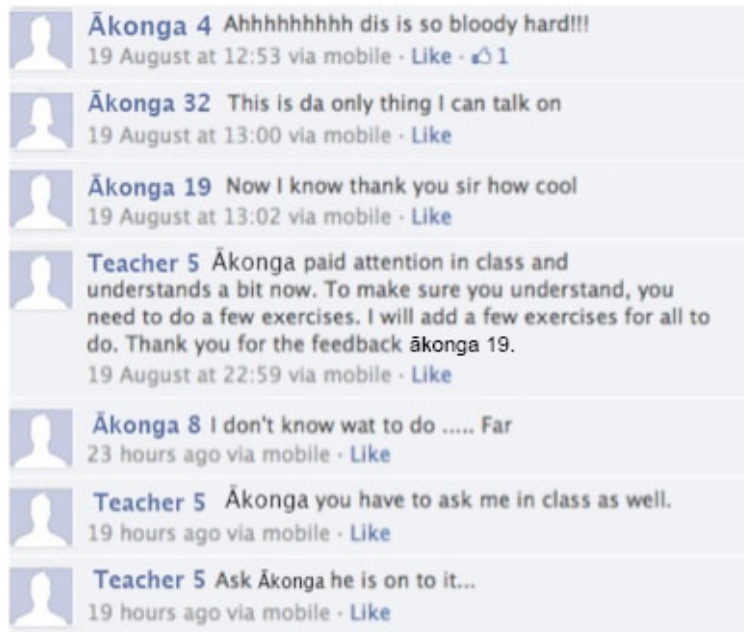 Ākonga 4 Ahhhhhhhhh dis is so bloody hard!!!
19 August at 12:53 via mobile · Like · 1
Ākonga 32 This is da only thing I can talk on
19 August at 13:00 via mobile · Like
Ākonga 19 Now I know thank you sir how cool
19 August at 13:02 via mobile · Like
Teacher 5 Ākonga paid attention in class and
understands a bit now. To make sure you understand, you
need to do a few exercises. I will add a few exercises for all to
do. Thank you for the feedback ākonga 19.
19 August at 22:59 via mobile · Like
Ākonga 8 I don't know wat to do ..... Far
23 hours ago via mobile · Like
Teacher 5 Ākonga you have to ask me in class as well.
19 hours ago via mobile · Like
Teacher 5 Ask Ākonga he is on to it...
19 hours ago via mobile · Like